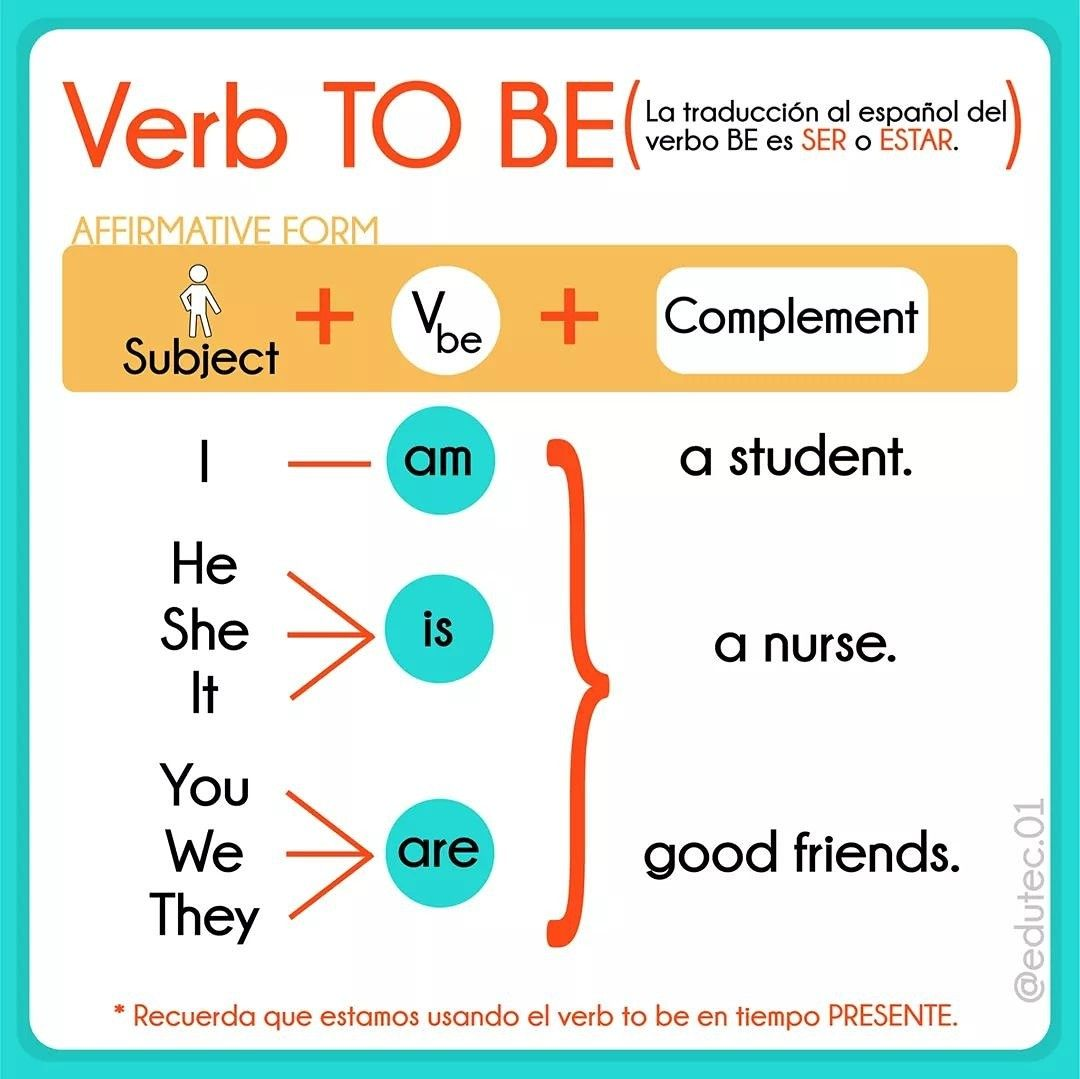 Verb TO BE
(La traducción al español del
verbo BE es SER o ESTAR.)
AFFIRMATIVE FORM
Subject + Vbe + Complement
I am a student.
He
She is a nurse.
It
You
We are good friends.
They
* Recuerda que estamos usando el verb to be en tiempo PRESENTE.
@edutec.01